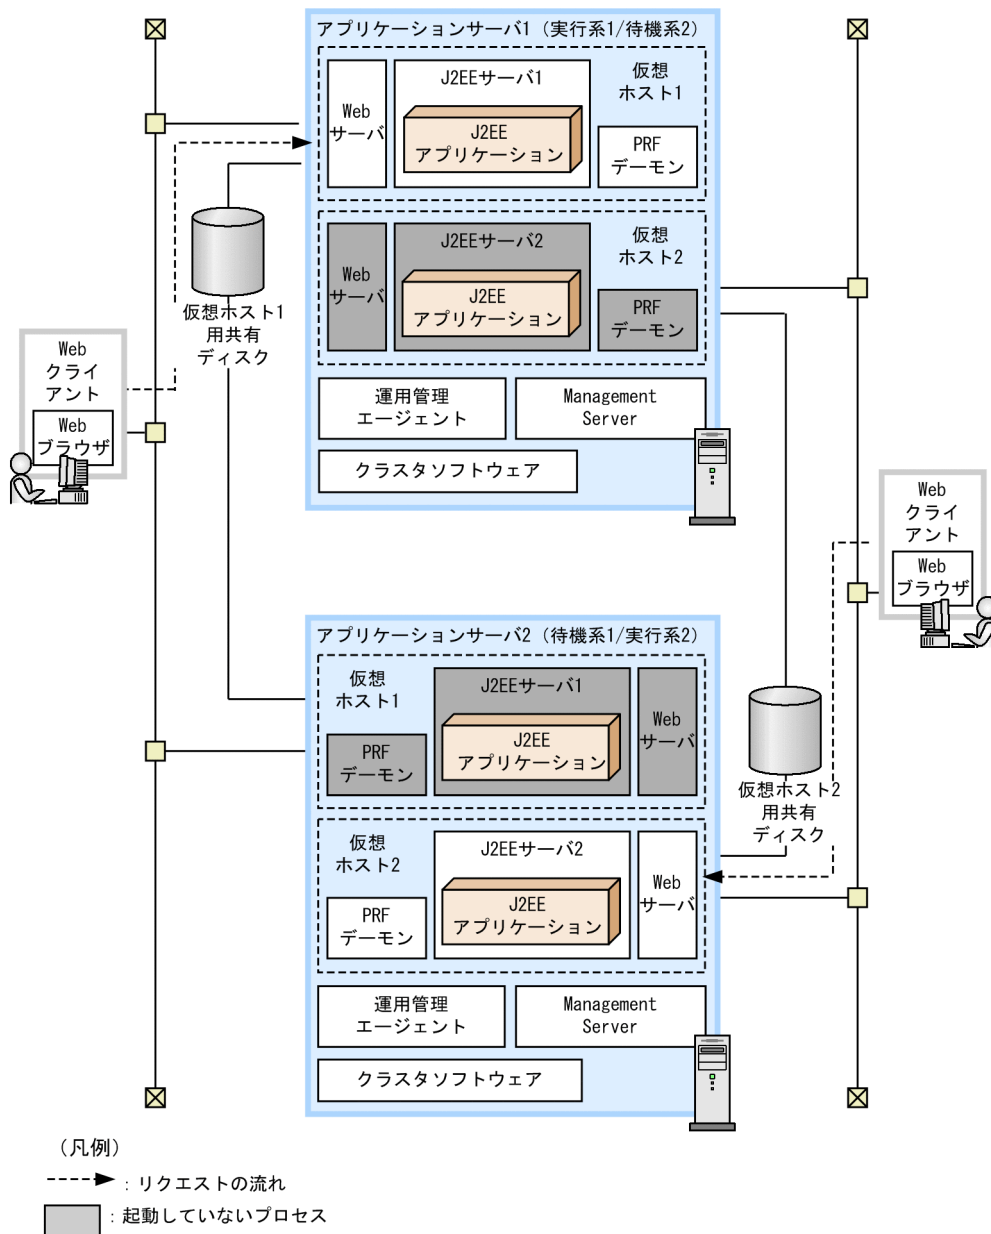 アプリケーションサーバ1（実行系1/待機系2）
Web
サーバ
J2EEサーバ1
J2EE
アプリケーション
仮想
ホスト1
PRF
デーモン
Web
サーバ
J2EEサーバ2
J2EE
アプリケーション
仮想
ホスト2
PRF
デーモン
運用管理
エージェント
Management
Server
クラスタソフトウェア
仮想ホスト1
用共有
ディスク
Web
クライ
アント
Web
ブラウザ
Web
クライ
アント
Web
ブラウザ
アプリケーションサーバ2（待機系1/実行系2）
仮想
ホスト1
PRF
デーモン
J2EEサーバ1
J2EE
アプリケーション
Web
サーバ
仮想
ホスト2
PRF
デーモン
J2EEサーバ2
J2EE
アプリケーション
Web
サーバ
仮想ホスト2
用共有
ディスク
運用管理
エージェント
Management
Server
クラスタソフトウェア
（凡例）
：リクエストの流れ
：起動していないプロセス